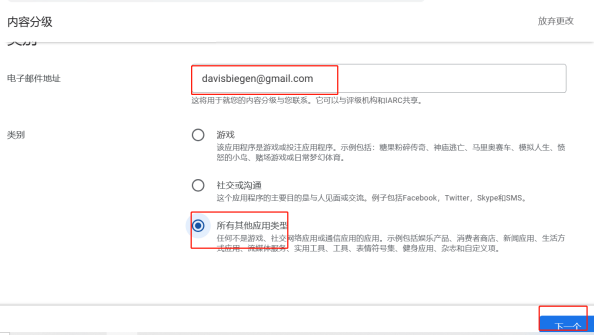 内容分级
放弃更改
类别
电子邮件地址
davisbiegen@gmail.com
这将用于就您的内容分级与您联系。它可以与评级机构和IARC共享。
类别
游戏
该应用程序是游戏或投注应用程序。示例包括：糖果粉碎传奇、神庙逃亡、马里奥赛车、模拟人生、愤
怒的小鸟、赌场游戏或日常梦幻体育。
社交或沟通
这个应用程序的主要目的是与人见面或交流。例子包括Facebook，Twitter，Skype和SMS。
所有其他应用类型
任何不是游戏、社交网络应用或通信应用的应用。示例包括娱乐产品、消费者商店、新闻应用、生活方
式应用、流媒体服务、实用工具、工具、表情符号集、健身应用、杂志和自定义项。
下一个